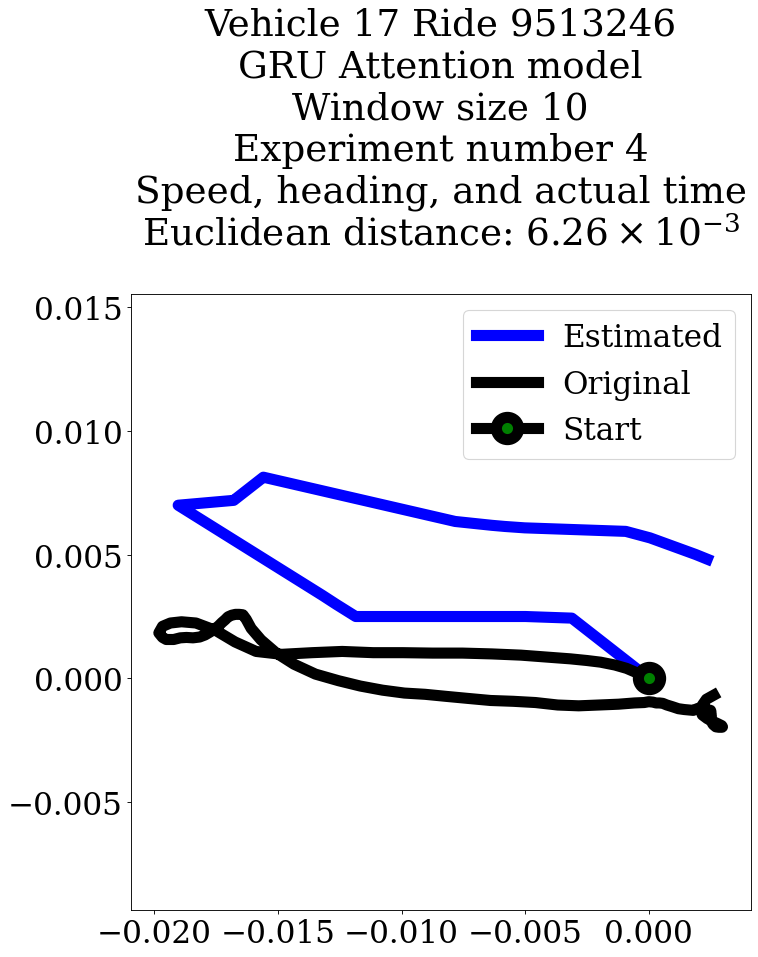 Vehicle 17 Ride 9513246
GRU Attention model
Window size 10
Experiment number 4
Speed, heading, and actual time
Euclidean distance: 6.26 × 10⁻³
0.015
0.010
0.005
0.000
−0.005
Estimated
Original
Start
−0.020 −0.015 −0.010 −0.005 0.000